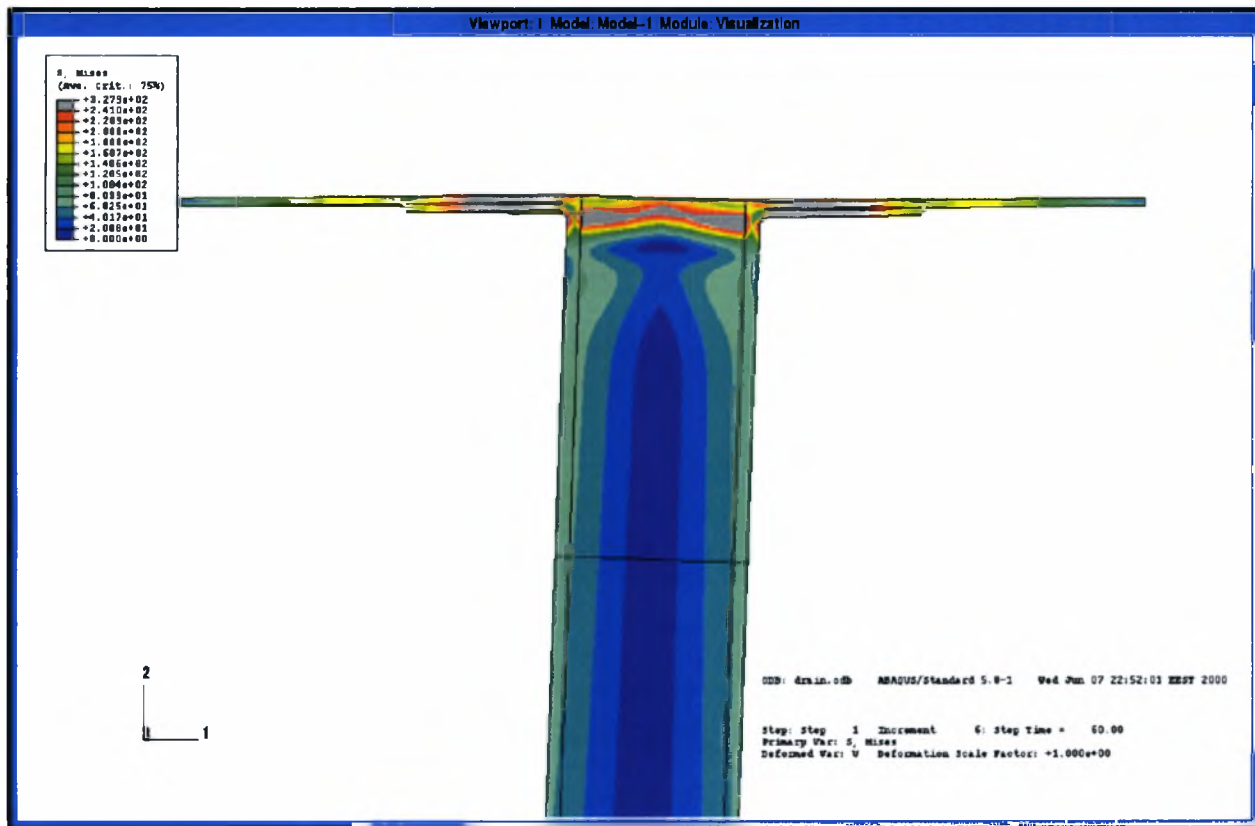 Viewport: 1 Model: Model-1 Module: Visualization
S, Mises
(Ave. Crit.: 75%)
+3.279e+02
+2.410e+02
+2.209e+02
+2.008e+02
+1.808e+02
+1.607e+02
+1.406e+02
+1.205e+02
+1.004e+02
+8.033e+01
+6.025e+01
+4.017e+01
+2.008e+01
+0.000e+00
2
1
ODB: drain.odb ABAQUS/Standard 5.8-1 Wed Jun 07 22:52:01 EEST 2000
Step: Step 1 Increment 6: Step Time = 60.00
Primary Var: S, Mises
Deformed Var: U Deformation Scale Factor: +1.000e+00